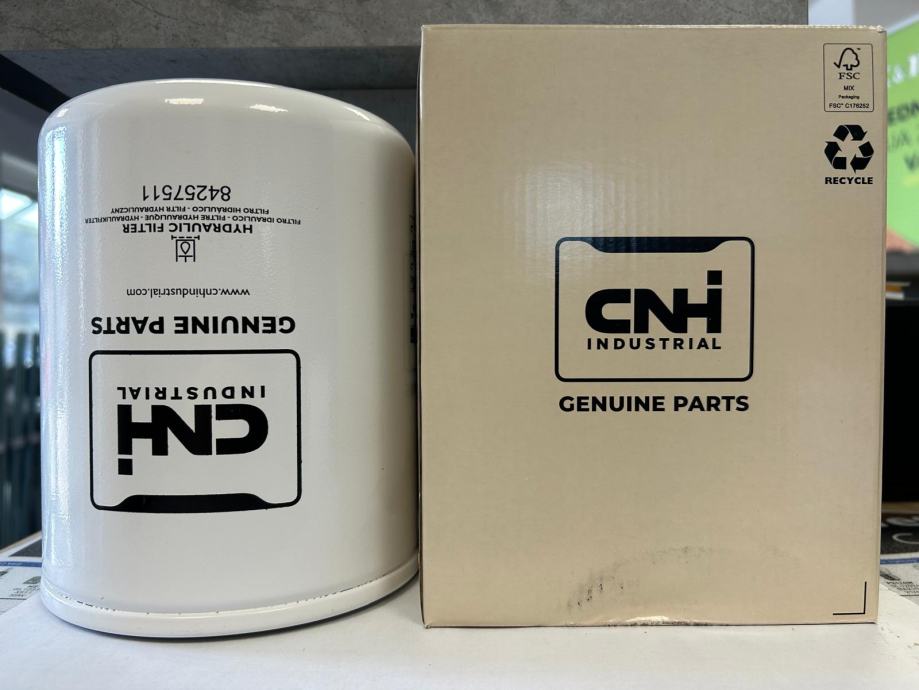 CNH
INDUSTRIAL
GENUINE PARTS
www.cnhindustrial.com
HYDRAULIC FILTER
FILTRO IDRAULICO - FILTRE HYDRAULIQUE - HYDRAULIKFILTER
FILTRO HIDRÁULICO - FILTR HYDRAULICZNY
84257511
FSC
MIX
Packaging
FSC® C176252
RECYCLE
CNH
INDUSTRIAL
GENUINE PARTS